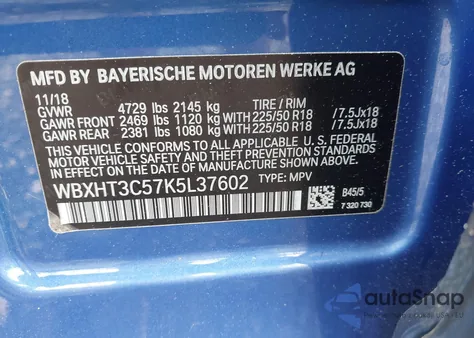 MFD BY BAYERISCHE MOTOREN WERKE AG
11/18
GVWR 4729 lbs 2145 kg TIRE / RIM
GAWR FRONT 2469 lbs 1120 kg WITH 225/50 R18 /7.5Jx18
GAWR REAR 2381 lbs 1080 kg WITH 225/50 R18 /7.5Jx18
THIS VEHICLE CONFORMS TO ALL APPLICABLE FEDERAL MOTOR
VEHICLE SAFETY, BUMPER, AND THEFT PREVENTION STANDARDS
IN EFFECT ON THE DATE OF MANUFACTURE SHOWN ABOVE.
WBXHT3C57K5L37602 TYPE: MPV B45/5
7 320 730
autoSnap